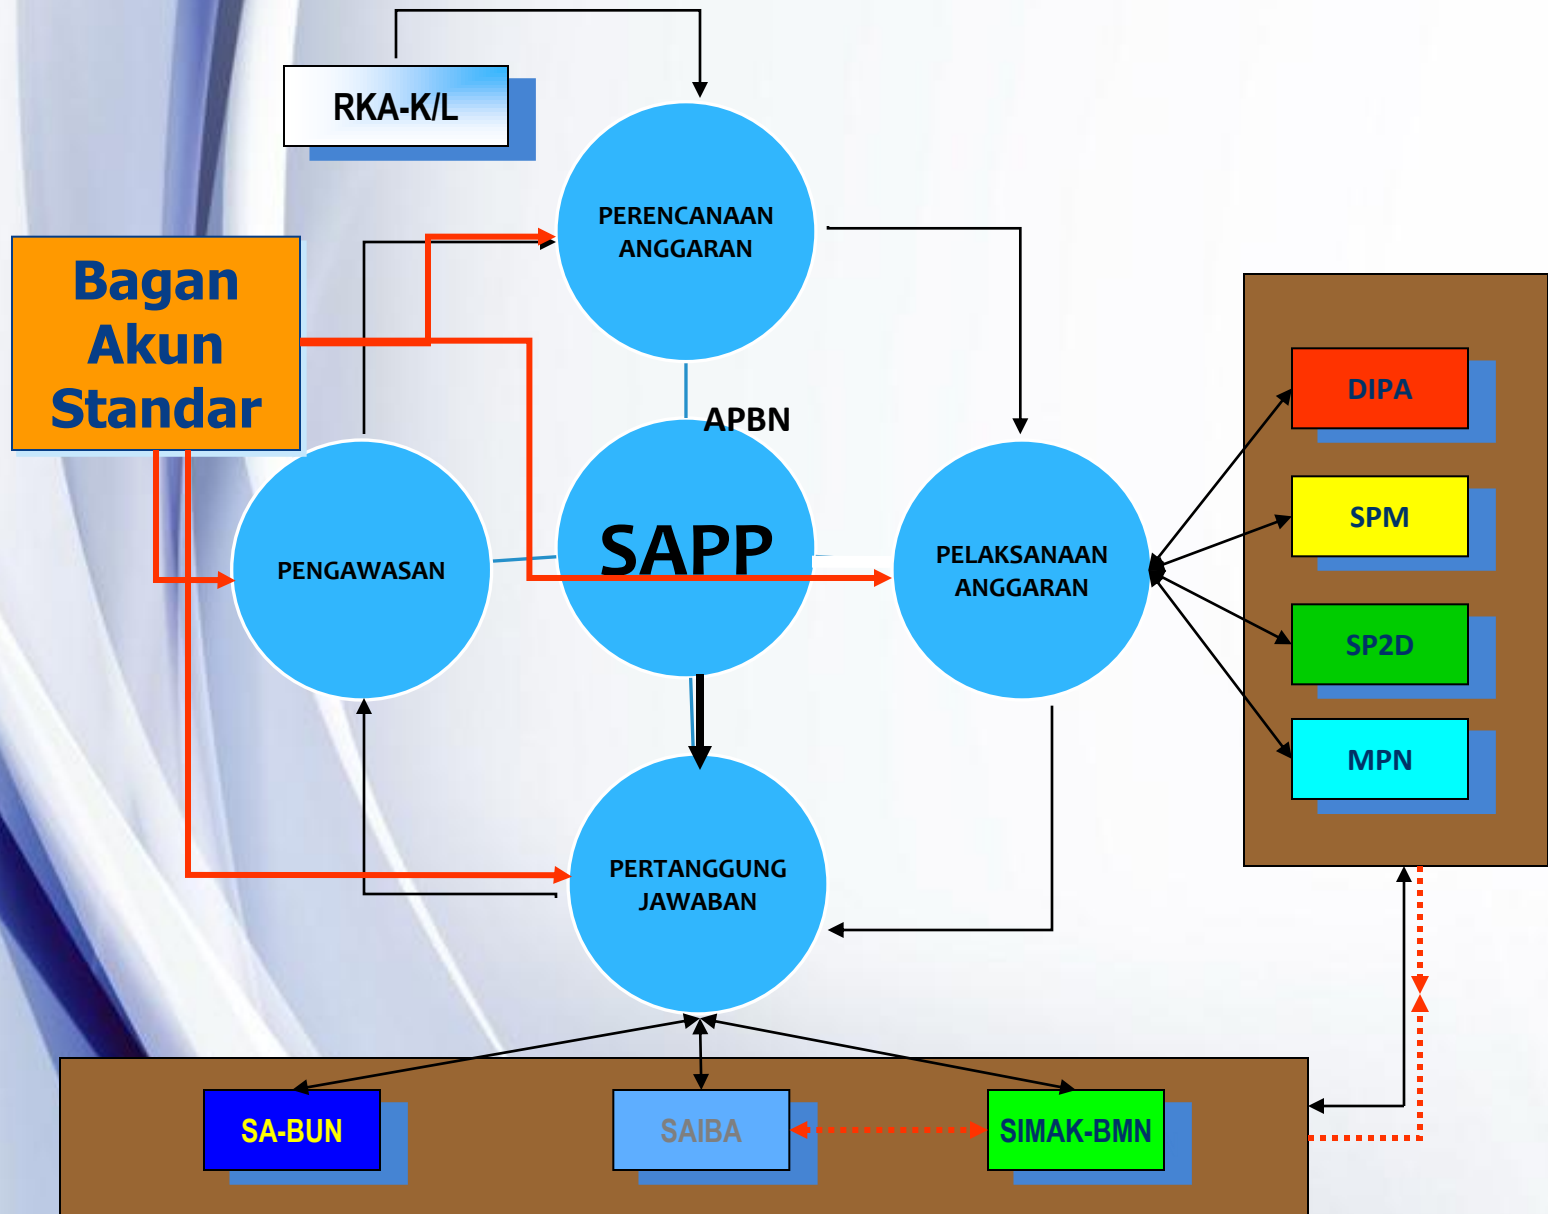 RKA-K/L
PERENCANAAN
ANGGARAN
Bagan
Akun
Standar
APBN
SAPP
PENGAWASAN
PELAKSANAAN
ANGGARAN
DIPA
SPM
SP2D
MPN
PERTANGGUNG
JAWABAN
SA-BUN
SAIBA
SIMAK-BMN